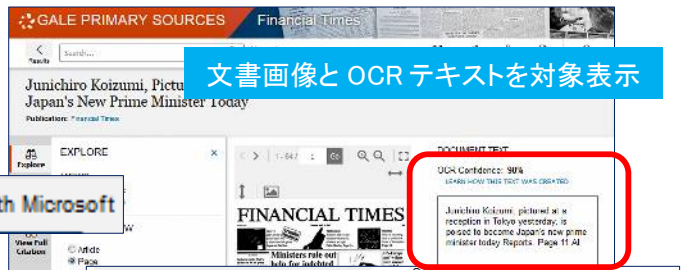 GALE PRIMARY SOURCES Financial Times
Results
Search...
文書画像と OCR テキストを対象表示
Junichiro Koizumi, Pictu
Japan's New Prime Minister Today
Publication: Financial Times
Explore
EXPLORE ×
1 - 64 / Go
DOCUMENT TEXT
OCR Confidence: 90%
LEARN HOW THIS TEXT WAS CREATED
th Microsoft
View Full
Citation
Article
Page
FINANCIAL TIMES
Ministers rule out
help for indebted
Junichiro Koizumi, pictured at a
reception in Tokyo yesterday, is
poised to become Japan's new prime
minister today Reports. Page 11 AI